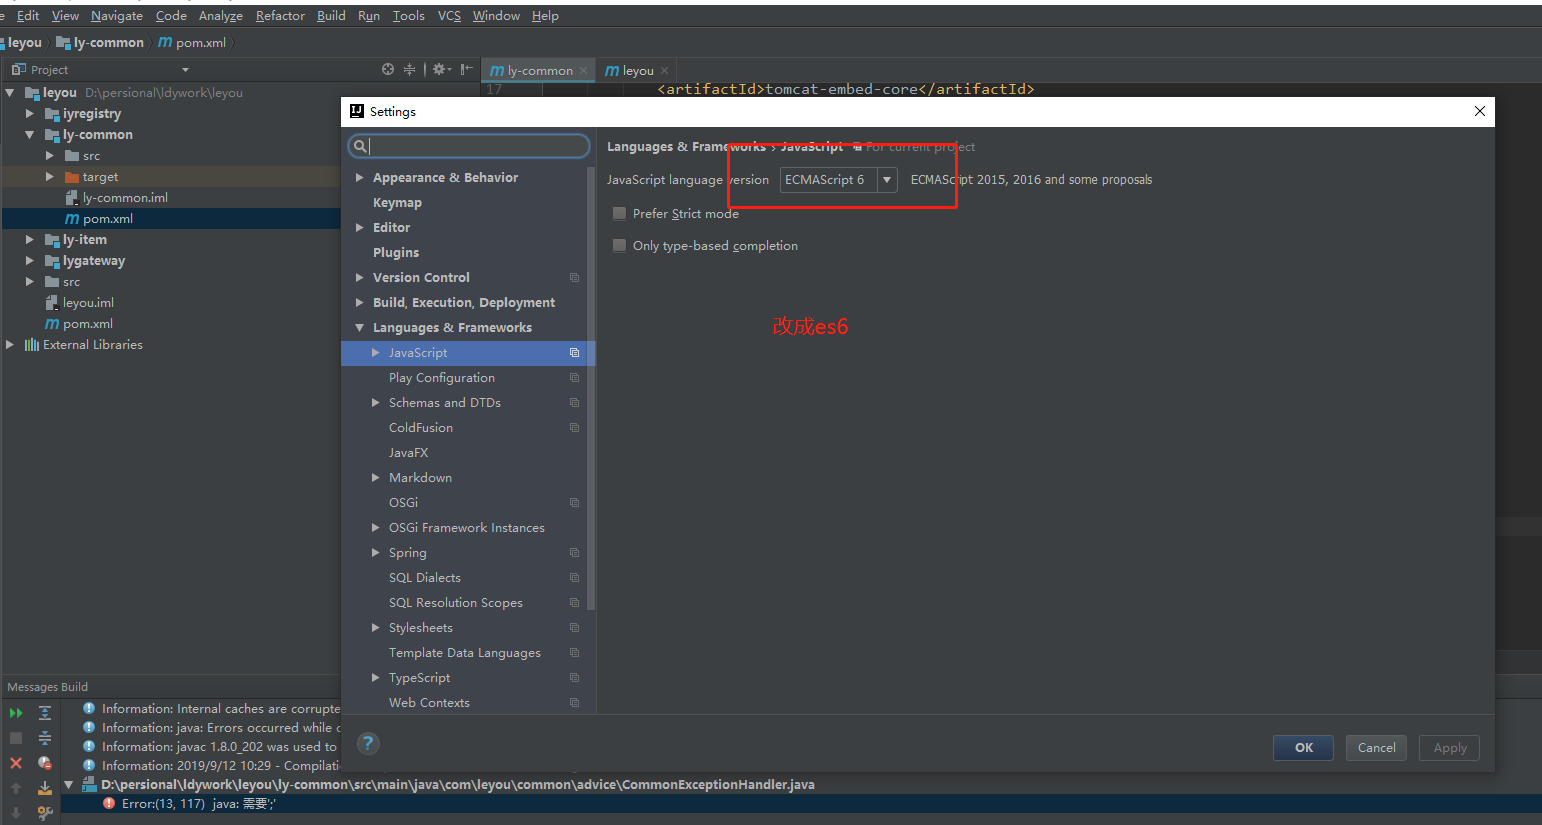 Edit View Navigate Code Analyze Refactor Build Run Tools VCS Window Help
leyou ly-common pom.xml
Project
ly-common leyou
17 <artifactId>tomcat-embed-core</artifactId>
leyou D:\persional\ldywork\leyou
iyregistry
ly-common
src
target
ly-common.iml
pom.xml
ly-item
lygateway
src
leyou.iml
pom.xml
External Libraries
Settings
Appearance & Behavior
Keymap
Editor
Plugins
Version Control
Build, Execution, Deployment
Languages & Frameworks
JavaScript
Play Configuration
Schemas and DTDs
ColdFusion
JavaFX
Markdown
OSGi
OSGi Framework Instances
Spring
SQL Dialects
SQL Resolution Scopes
Stylesheets
Template Data Languages
TypeScript
Web Contexts
Languages & Frameworks › JavaScript For current project
JavaScript language version ECMAScript 6 ECMAScript 2015, 2016 and some proposals
Prefer Strict mode
Only type-based completion
改成es6
? OK Cancel Apply
Messages Build
Information: Internal caches are corrupte
Information: java: Errors occurred while c
Information: javac 1.8.0_202 was used to
Information: 2019/9/12 10:29 - Compilati
D:\persional\ldywork\leyou\ly-common\src\main\java\com\leyou\common\advice\CommonExceptionHandler.java
Error:(13, 117) java: 需要';'